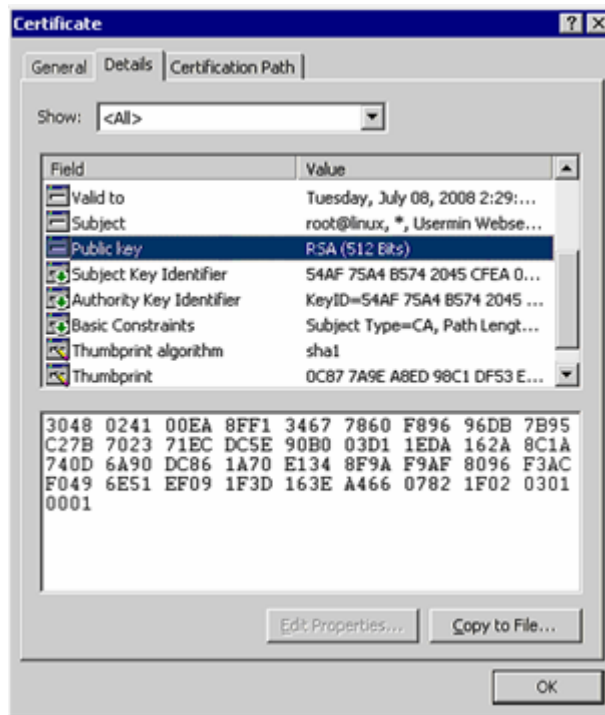 Certificate
General Details Certification Path
Show: <All>
Field Value
Valid to Tuesday, July 08, 2008 2:29:...
Subject root@linux, *, Usermin Webse...
Public key RSA (512 Bits)
Subject Key Identifier 54AF 75A4 B574 2045 CFEA 0...
Authority Key Identifier KeyID=54AF 75A4 B574 2045 ...
Basic Constraints Subject Type=CA, Path Lengt...
Thumbprint algorithm sha1
Thumbprint 0C87 7A9E A8ED 98C1 DF53 E...
3048 0241 00EA 8FF1 3467 7860 F896 96DB 7B95
C27B 7023 71EC DC5E 90B0 03D1 1EDA 162A 8C1A
740D 6A90 DC86 1A70 E134 8F9A F9AF 8096 F3AC
F049 6E51 EF09 1F3D 163E A466 0782 1F02 0301
0001
Edit Properties... Copy to File...
OK